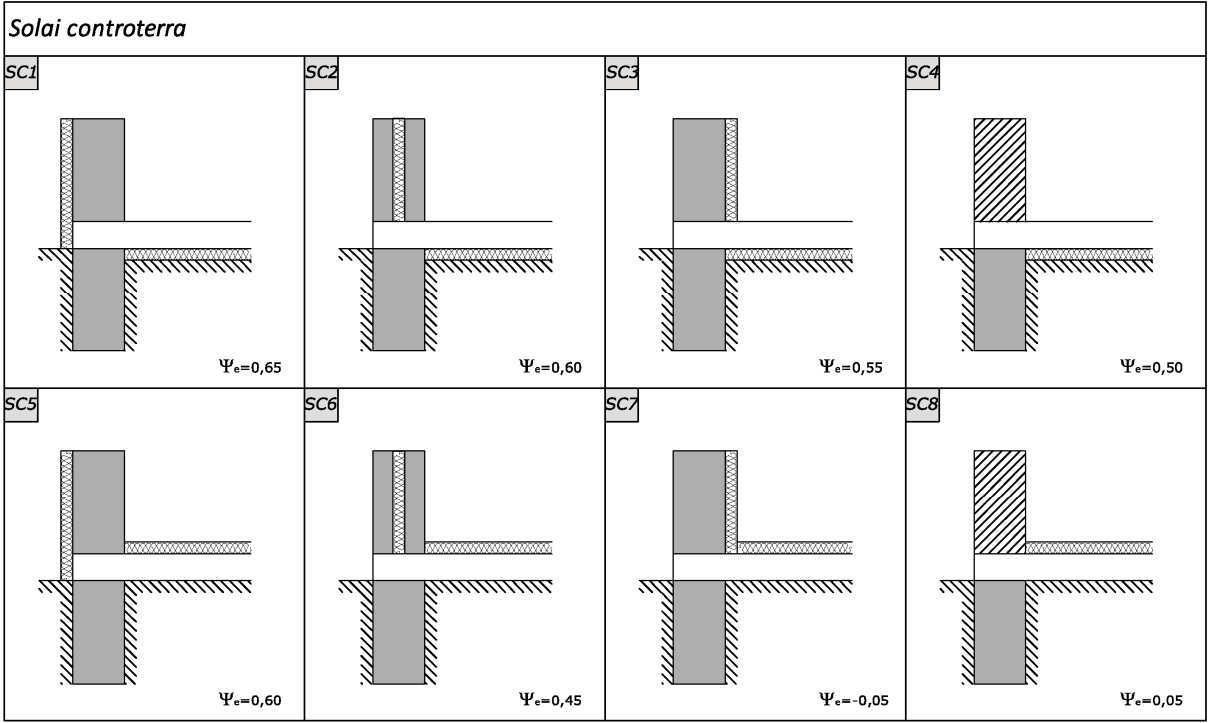 Solai controterra
SC1
SC2
SC3
SC4
Ψe=0,65
Ψe=0,60
Ψe=0,55
Ψe=0,50
SC5
SC6
SC7
SC8
Ψe=0,60
Ψe=0,45
Ψe=-0,05
Ψe=0,05